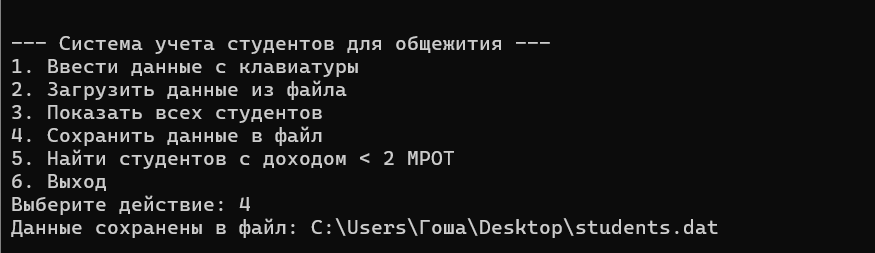 --- Система учета студентов для общежития ---
1. Ввести данные с клавиатуры
2. Загрузить данные из файла
3. Показать всех студентов
4. Сохранить данные в файл
5. Найти студентов с доходом < 2 МРОТ
6. Выход
Выберите действие: 4
Данные сохранены в файл: C:\Users\Гоша\Desktop\students.dat